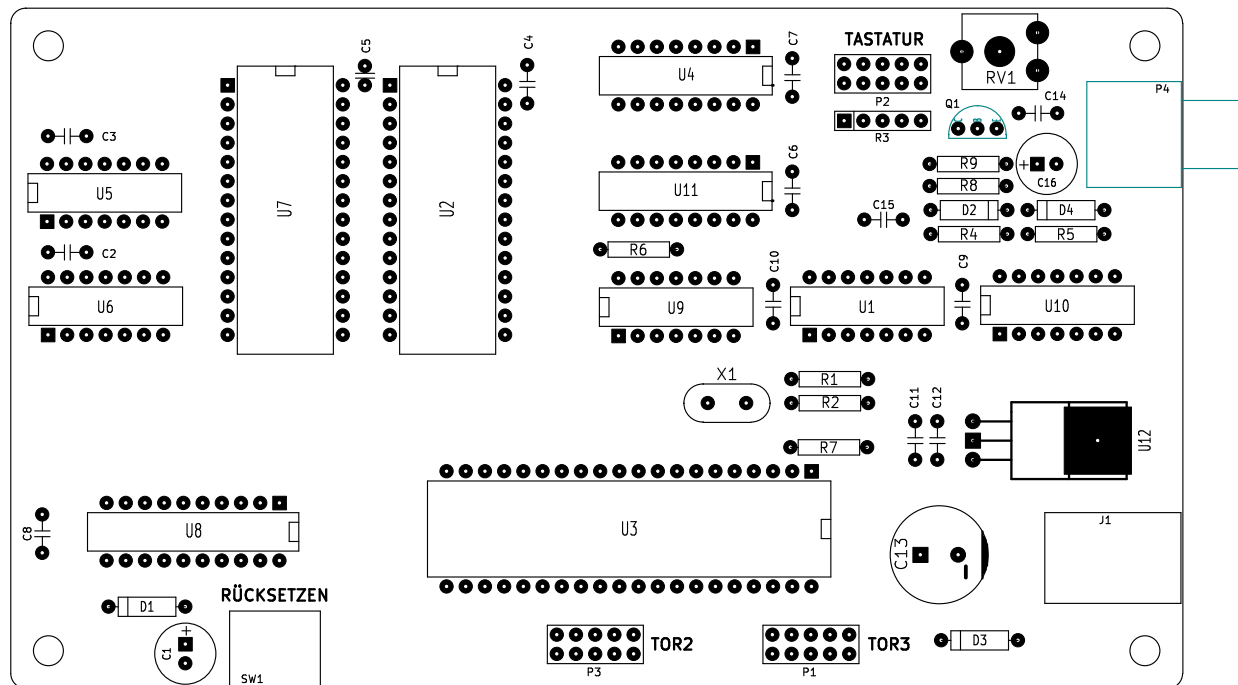 C5
C4
U4
C7
TASTATUR
RV1
P2
Q1
C14
P4
R3
C3
U5
U7
U2
U11
C6
R9
C16
R8
C15
D2
D4
R4
R5
C2
R6
U6
U9
C10
U1
C9
U10
X1
R1
R2
C11
C12
U12
R7
C8
U8
U3
C13
J1
RÜCKSETZEN
D1
C1
SW1
TOR2
P3
TOR3
P1
D3